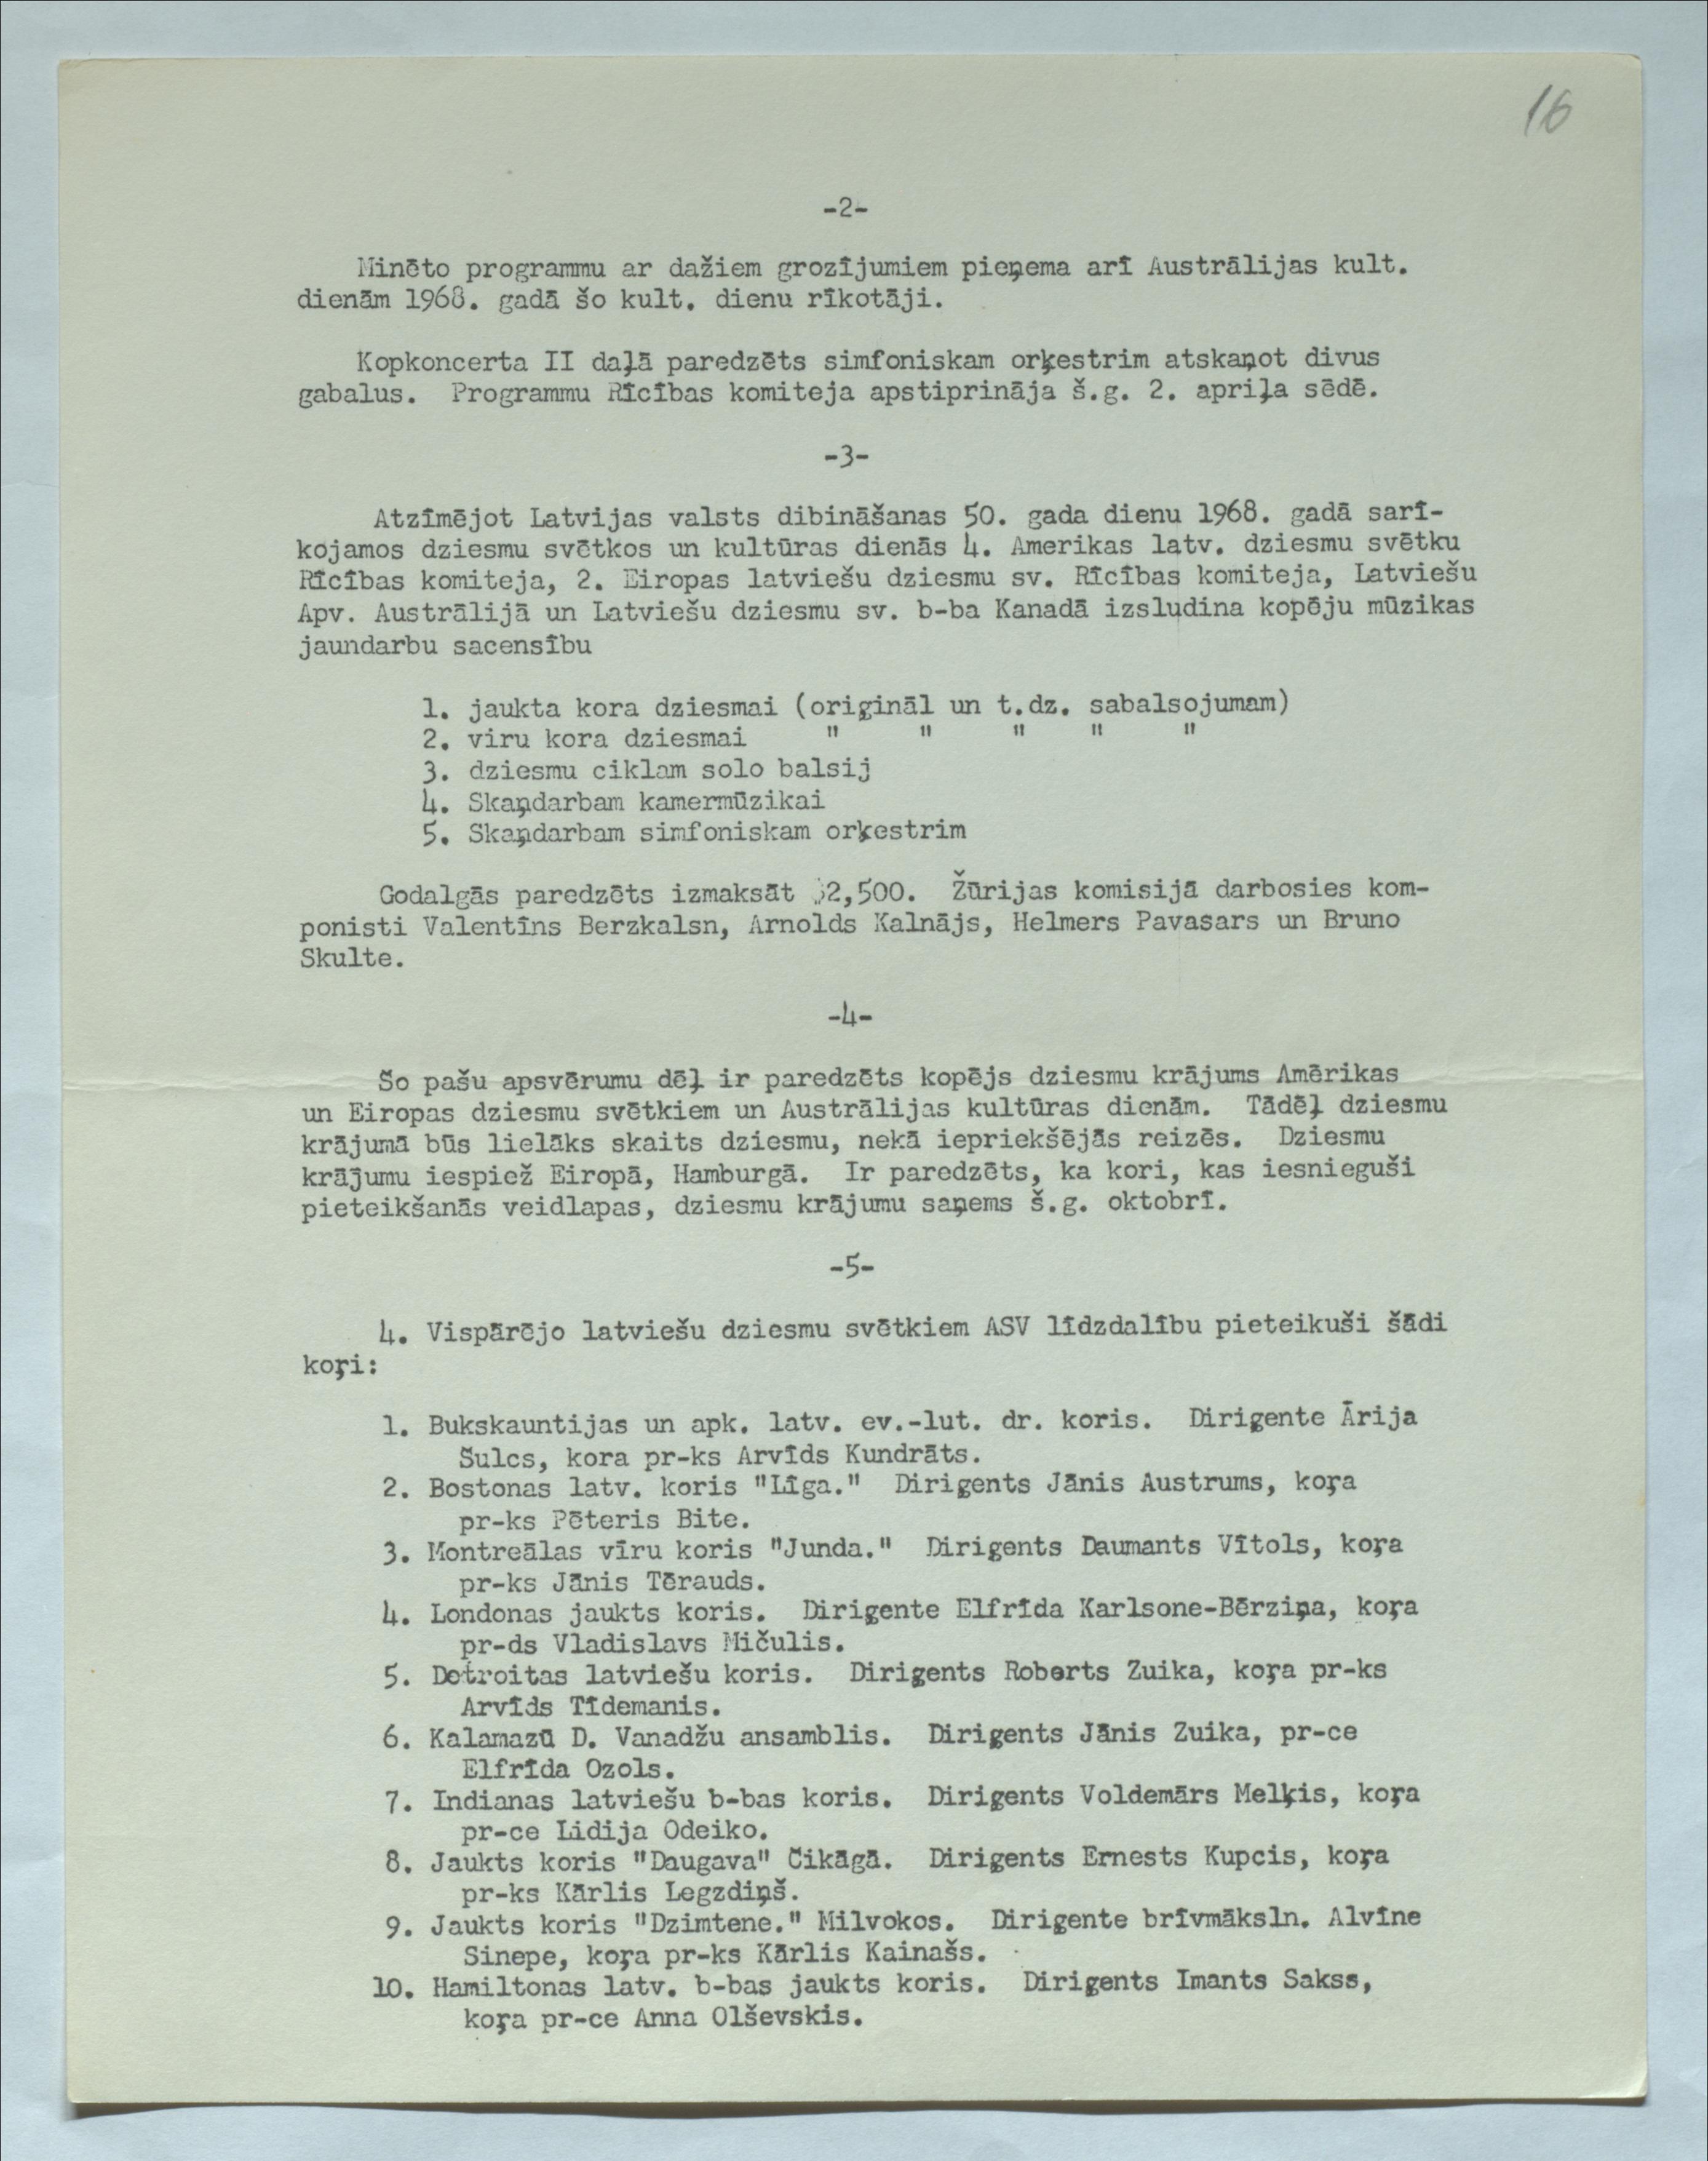 16
-2-
Minēto programmu ar dažiem grozījumiem pieņema arī Austrālijas kult.
dienām 1968. gadā šo kult. dienu rīkotāji.
Kopkoncerta II daļā paredzēts simfoniskam orķestrim atskaņot divus
gabalus. Programmu Rīcības komiteja apstiprināja š.g. 2. apriļa sēdē.
-3-
Atzīmējot Latvijas valsts dibināšanas 50. gada dienu 1968. gadā sarī-
kojamos dziesmu svētkos un kultūras dienās 4. Amerikas latv. dziesmu svētku
Rīcības komiteja, 2. Eiropas latviešu dziesmu sv. Rīcības komiteja, Latviešu
Apv. Austrālijā un Latviešu dziesmu sv. b-ba Kanadā izsludina kopēju mūzikas
jaundarbu sacensību
1. jaukta kora dziesmai (origināl un t.dz. sabalsojumam)
2. viru kora dziesmai " " " " "
3. dziesmu ciklam solo balsij
4. Skaņdarbam kamermūzikai
5. Skaņdarbam simfoniskam orķestrim
Godalgās paredzēts izmaksāt $2,500. Žūrijas komisijā darbosies kom-
ponisti Valentīns Berzkalsn, Arnolds Kalnājs, Helmers Pavasars un Bruno
Skulte.
-4-
Šo pašu apsvērumu dēļ ir paredzēts kopējs dziesmu krājums Amērikas
un Eiropas dziesmu svētkiem un Austrālijas kultūras dienām. Tādēļ dziesmu
krājumā būs lielāks skaits dziesmu, nekā iepriekšējās reizēs. Dziesmu
krājumu iespiež Eiropā, Hamburgā. Ir paredzēts, ka kori, kas iesnieguši
pieteikšanās veidlapas, dziesmu krājumu saņems š.g. oktobrī.
-5-
4. Vispārējo latviešu dziesmu svētkiem ASV līdzdalību pieteikuši šādi
koŗi:
1. Bukskauntijas un apk. latv. ev.-lut. dr. koris. Diriģente Ārija
Šulcs, kora pr-ks Arvīds Kundrāts.
2. Bostonas latv. koris "Līga." Diriģents Jānis Austrums, koŗa
pr-ks Pēteris Bite.
3. Montreālas vīru koris "Junda." Diriģents Daumants Vītols, koŗa
pr-ks Jānis Tērauds.
4. Londonas jaukts koris. Diriģente Elfrīda Karlsone-Bērziņa, koŗa
pr-ds Vladislavs Mičulis.
5. Detroitas latviešu koris. Diriģents Roberts Zuika, koŗa pr-ks
Arvīds Tīdemanis.
6. Kalamazū D. Vanadžu ansamblis. Diriģents Jānis Zuika, pr-ce
Elfrīda Ozols.
7. Indianas latviešu b-bas koris. Diriģents Voldemārs Melķis, koŗa
pr-ce Lidija Odeiko.
8. Jaukts koris "Daugava" Čikāgā. Diriģents Ernests Kupcis, koŗa
pr-ks Kārlis Legzdiņš.
9. Jaukts koris "Dzimtene." Milvokos. Diriģente brīvmāksln. Alvīne
Sinepe, koŗa pr-ks Kārlis Kainašs.
10. Hamiltonas latv. b-bas jaukts koris. Diriģents Imants Sakss,
koŗa pr-ce Anna Olševskis.